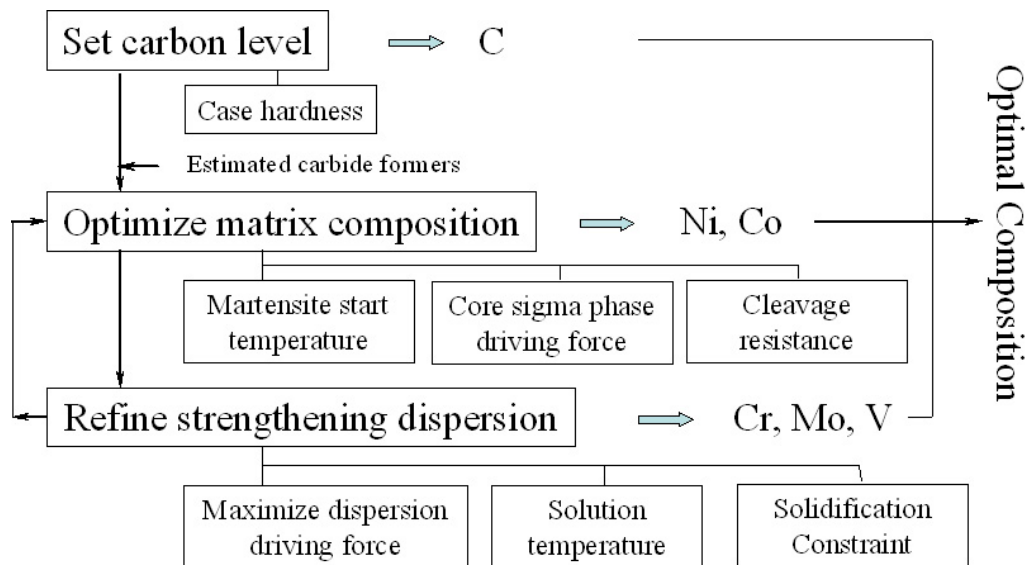 Set carbon level
C
Case hardness
Estimated carbide formers
Optimize matrix composition
Ni, Co
Martensite start
temperature
Core sigma phase
driving force
Cleavage
resistance
Refine strengthening dispersion
Cr, Mo, V
Maximize dispersion
driving force
Solution
temperature
Solidification
Constraint
Optimal Composition